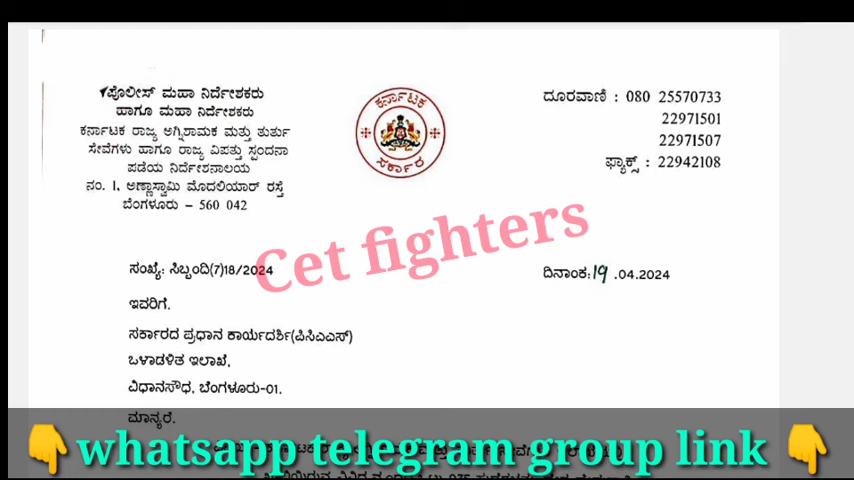 ಪೊಲೀಸ್ ಮಹಾ ನಿರ್ದೇಶಕರು
ಹಾಗೂ ಮಹಾ ನಿರ್ದೇಶಕರು
ಕರ್ನಾಟಕ ರಾಜ್ಯ ಅಗ್ನಿಶಾಮಕ ಮತ್ತು ತುರ್ತು
ಸೇವೆಗಳು ಹಾಗೂ ರಾಜ್ಯ ವಿಪತ್ತು ಸ್ಪಂದನಾ
ಪಡೆಯ ನಿರ್ದೇಶನಾಲಯ
ನಂ. 1, ಅಣ್ಣಾಸ್ವಾಮಿ ಮೊದಲಿಯಾರ್ ರಸ್ತೆ
ಬೆಂಗಳೂರು – 560 042
ಕರ್ನಾಟಕ
ಸರ್ಕಾರ
ದೂರವಾಣಿ : 080 25570733
22971501
22971507
ಫ್ಯಾಕ್ಸ್ : 22942108
Cet fighters
ಸಂಖ್ಯೆ: ಸಿಬ್ಬಂದಿ(7)18/2024
ದಿನಾಂಕ:19.04.2024
ಇವರಿಗೆ.
ಸರ್ಕಾರದ ಪ್ರಧಾನ ಕಾರ್ಯದರ್ಶಿ(ಪಿಸಿಎಎಸ್)
ಒಳಾಡಳಿತ ಇಲಾಖೆ,
ವಿಧಾನಸೌಧ, ಬೆಂಗಳೂರು-01.
ಮಾನ್ಯರೆ.
👇whatsapp telegram group link 👇